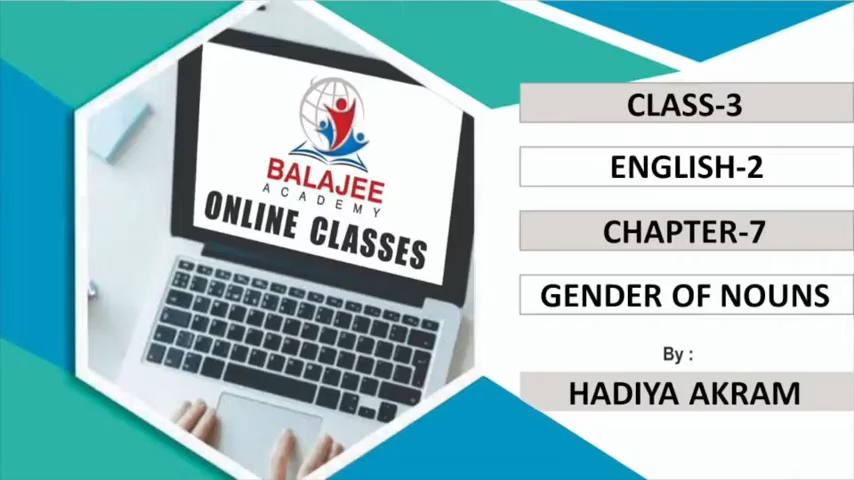 BALAJEE
ACADEMY
ONLINE CLASSES
CLASS-3
ENGLISH-2
CHAPTER-7
GENDER OF NOUNS
By :
HADIYA AKRAM